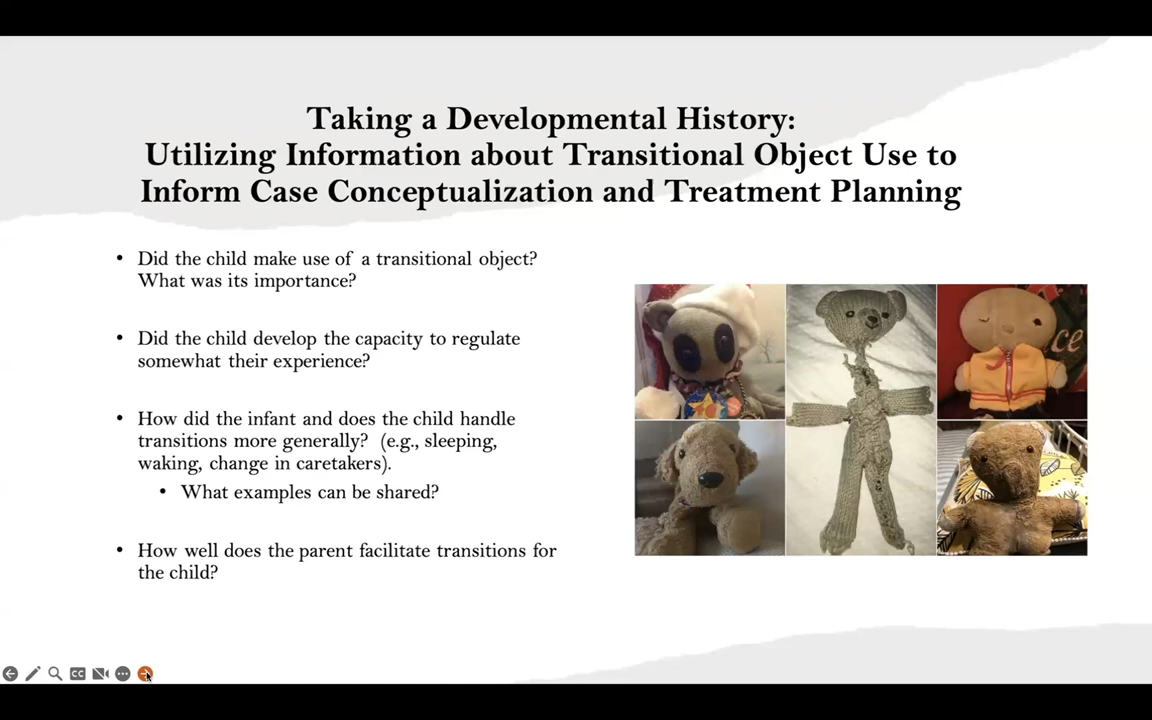 Taking a Developmental History:
Utilizing Information about Transitional Object Use to
Inform Case Conceptualization and Treatment Planning
• Did the child make use of a transitional object?
What was its importance?
• Did the child develop the capacity to regulate
somewhat their experience?
• How did the infant and does the child handle
transitions more generally? (e.g., sleeping,
waking, change in caretakers).
• What examples can be shared?
• How well does the parent facilitate transitions for
the child?
ce
CC